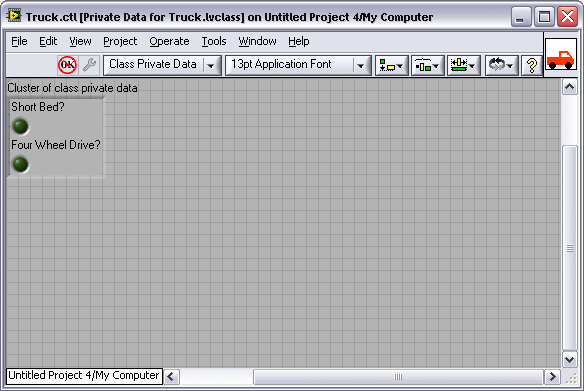 Truck.ctl [Private Data for Truck.lvclass] on Untitled Project 4/My Computer
File Edit View Project Operate Tools Window Help
OK Class Private Data 13pt Application Font ?
Cluster of class private data
Short Bed?
Four Wheel Drive?
Untitled Project 4/My Computer